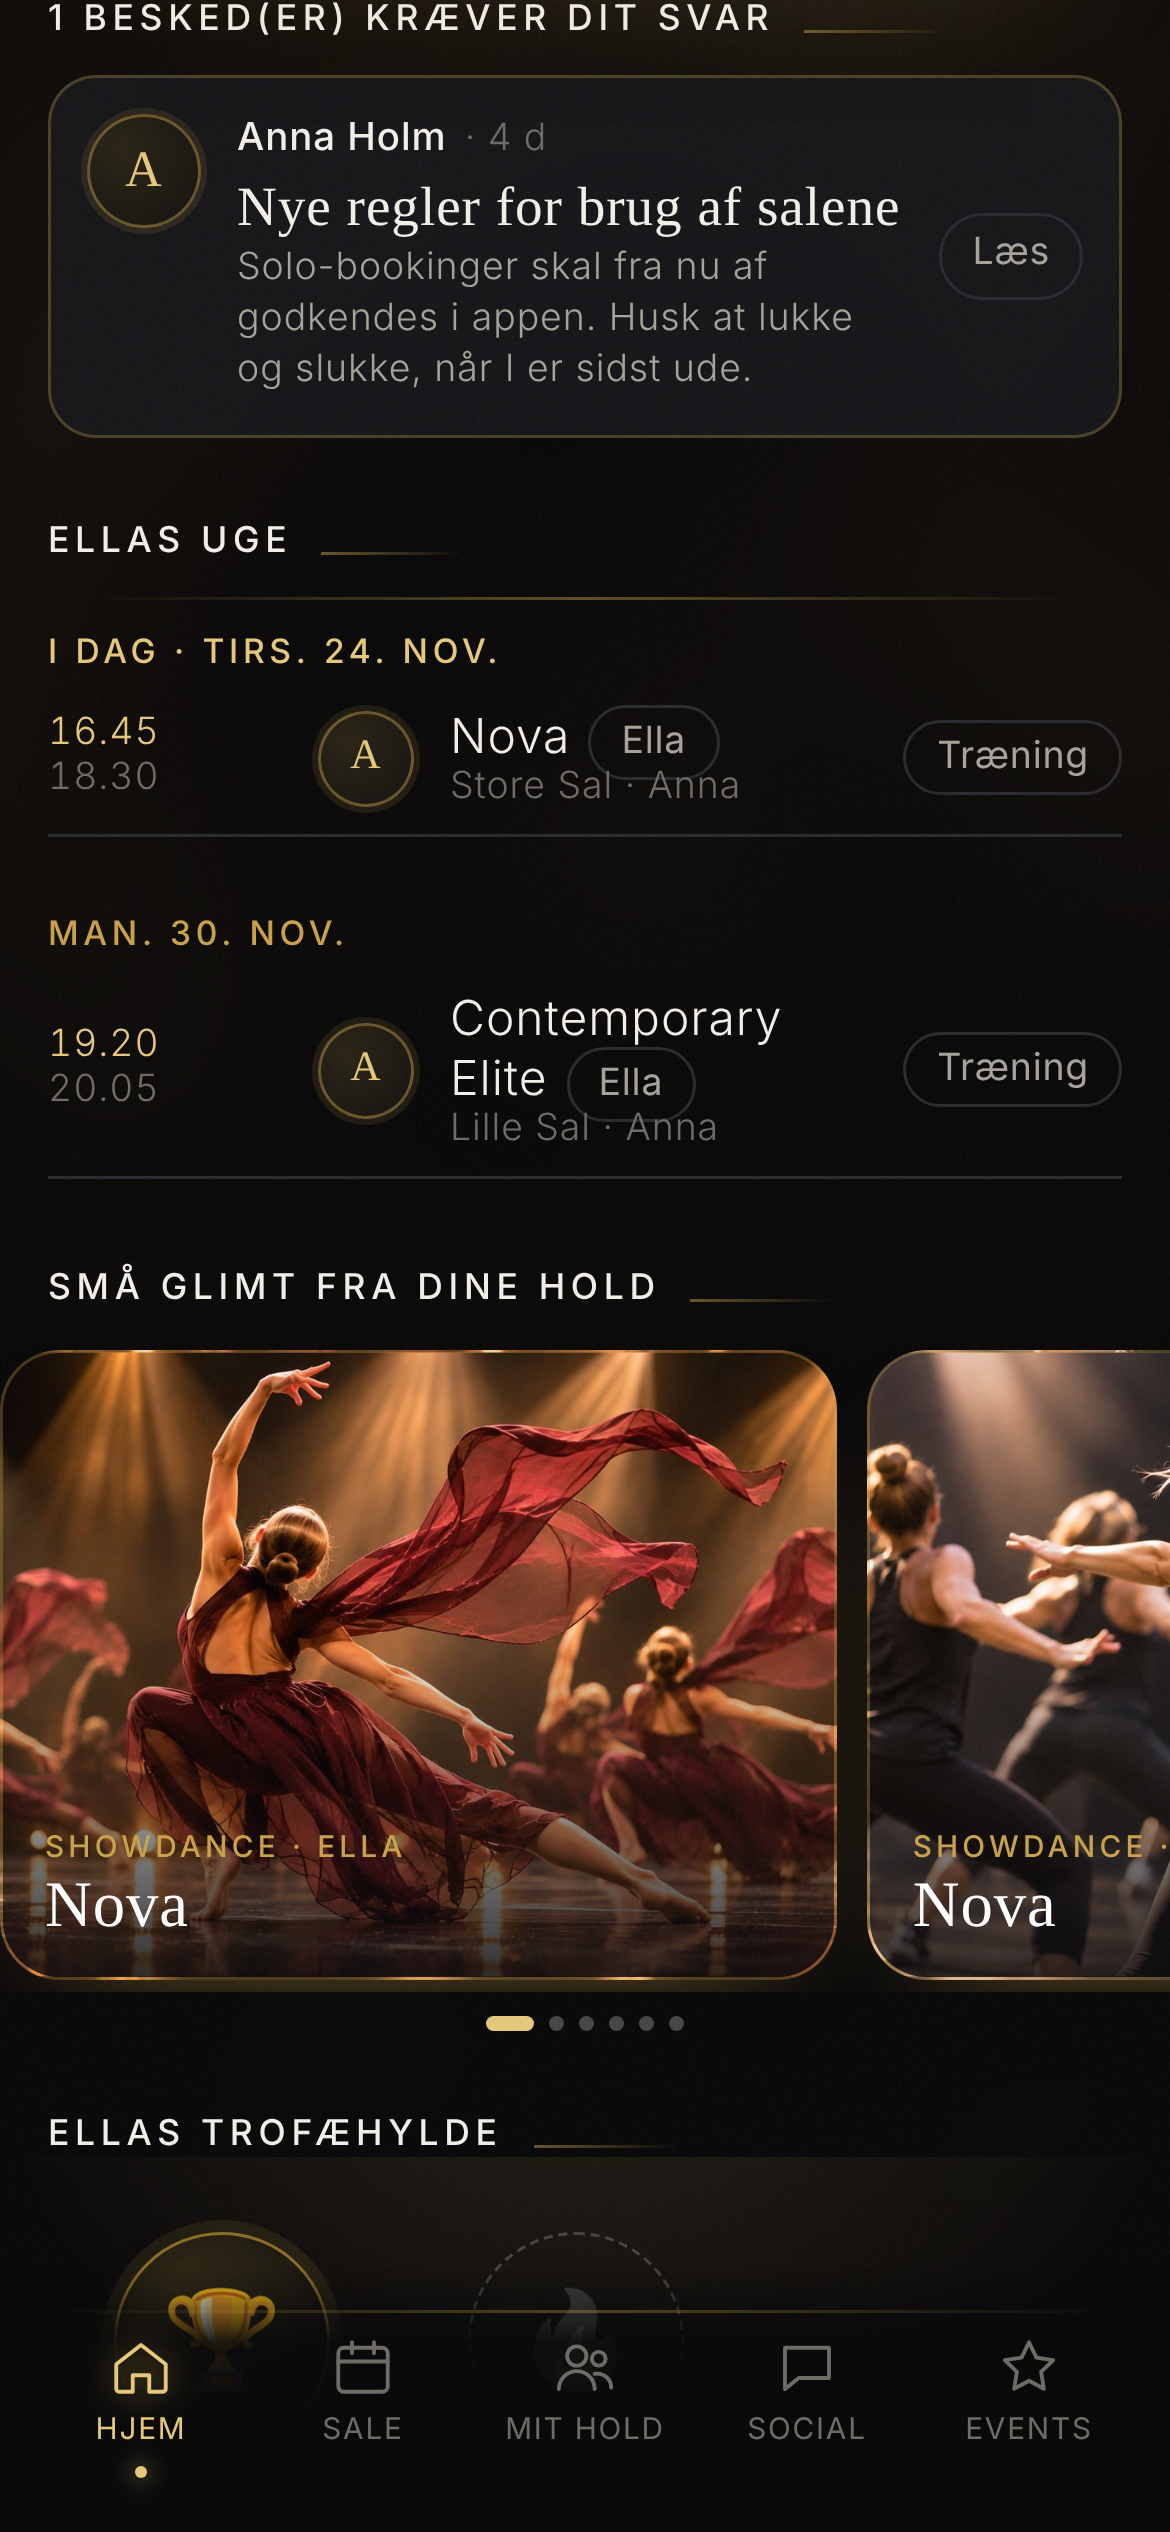 1 BESKED(ER) KRÆVER DIT SVAR
A
Anna Holm · 4 d
Nye regler for brug af salene
Solo-bookinger skal fra nu af
godkendes i appen. Husk at lukke
og slukke, når I er sidst ude.
Læs
ELLAS UGE
I DAG · TIRS. 24. NOV.
16.45
18.30
A
Nova Ella
Store Sal · Anna
Træning
MAN. 30. NOV.
19.20
20.05
A
Contemporary
Elite Ella
Lille Sal · Anna
Træning
SMÅ GLIMT FRA DINE HOLD
SHOWDANCE · ELLA
Nova
SHOWDANCE ·
Nova
ELLAS TROFÆHYLDE
HJEM
SALE
MIT HOLD
SOCIAL
EVENTS